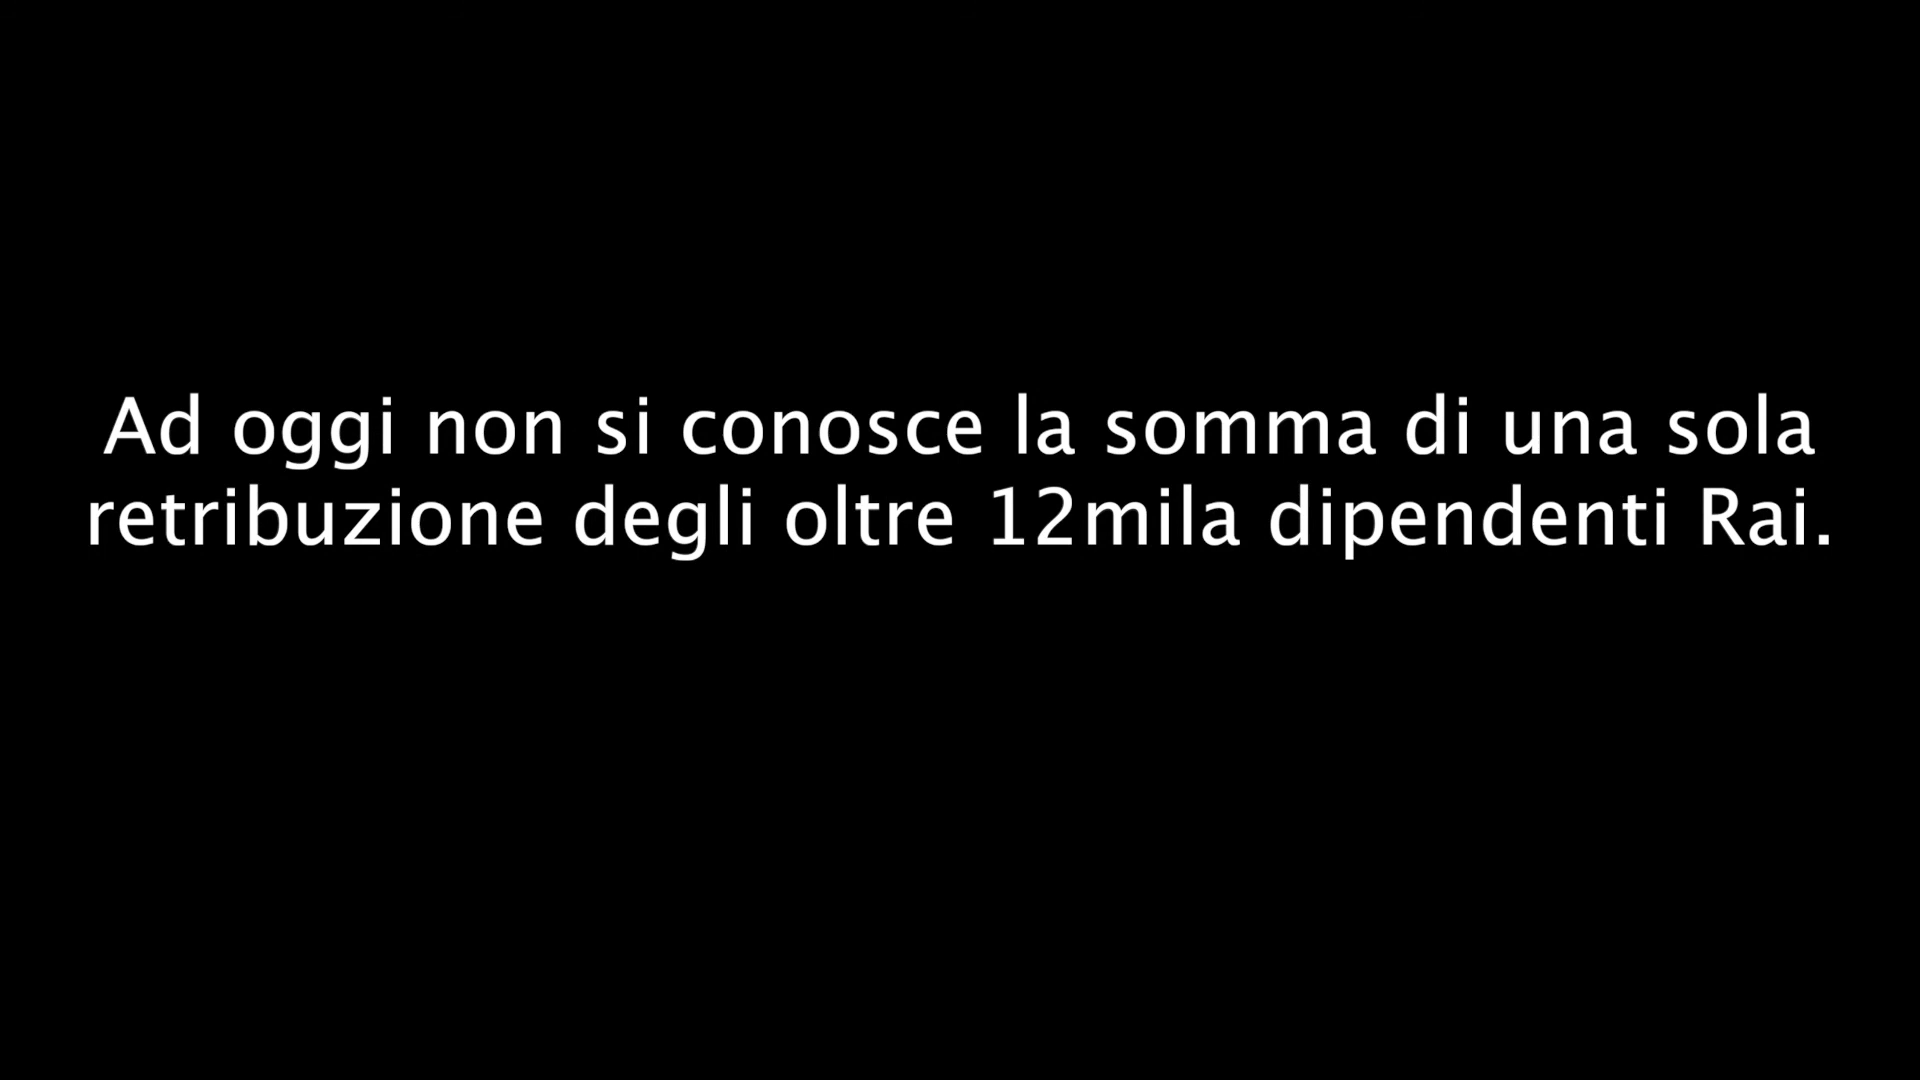 Ad oggi non si conosce la somma di una sola
retribuzione degli oltre 12mila dipendenti Rai.